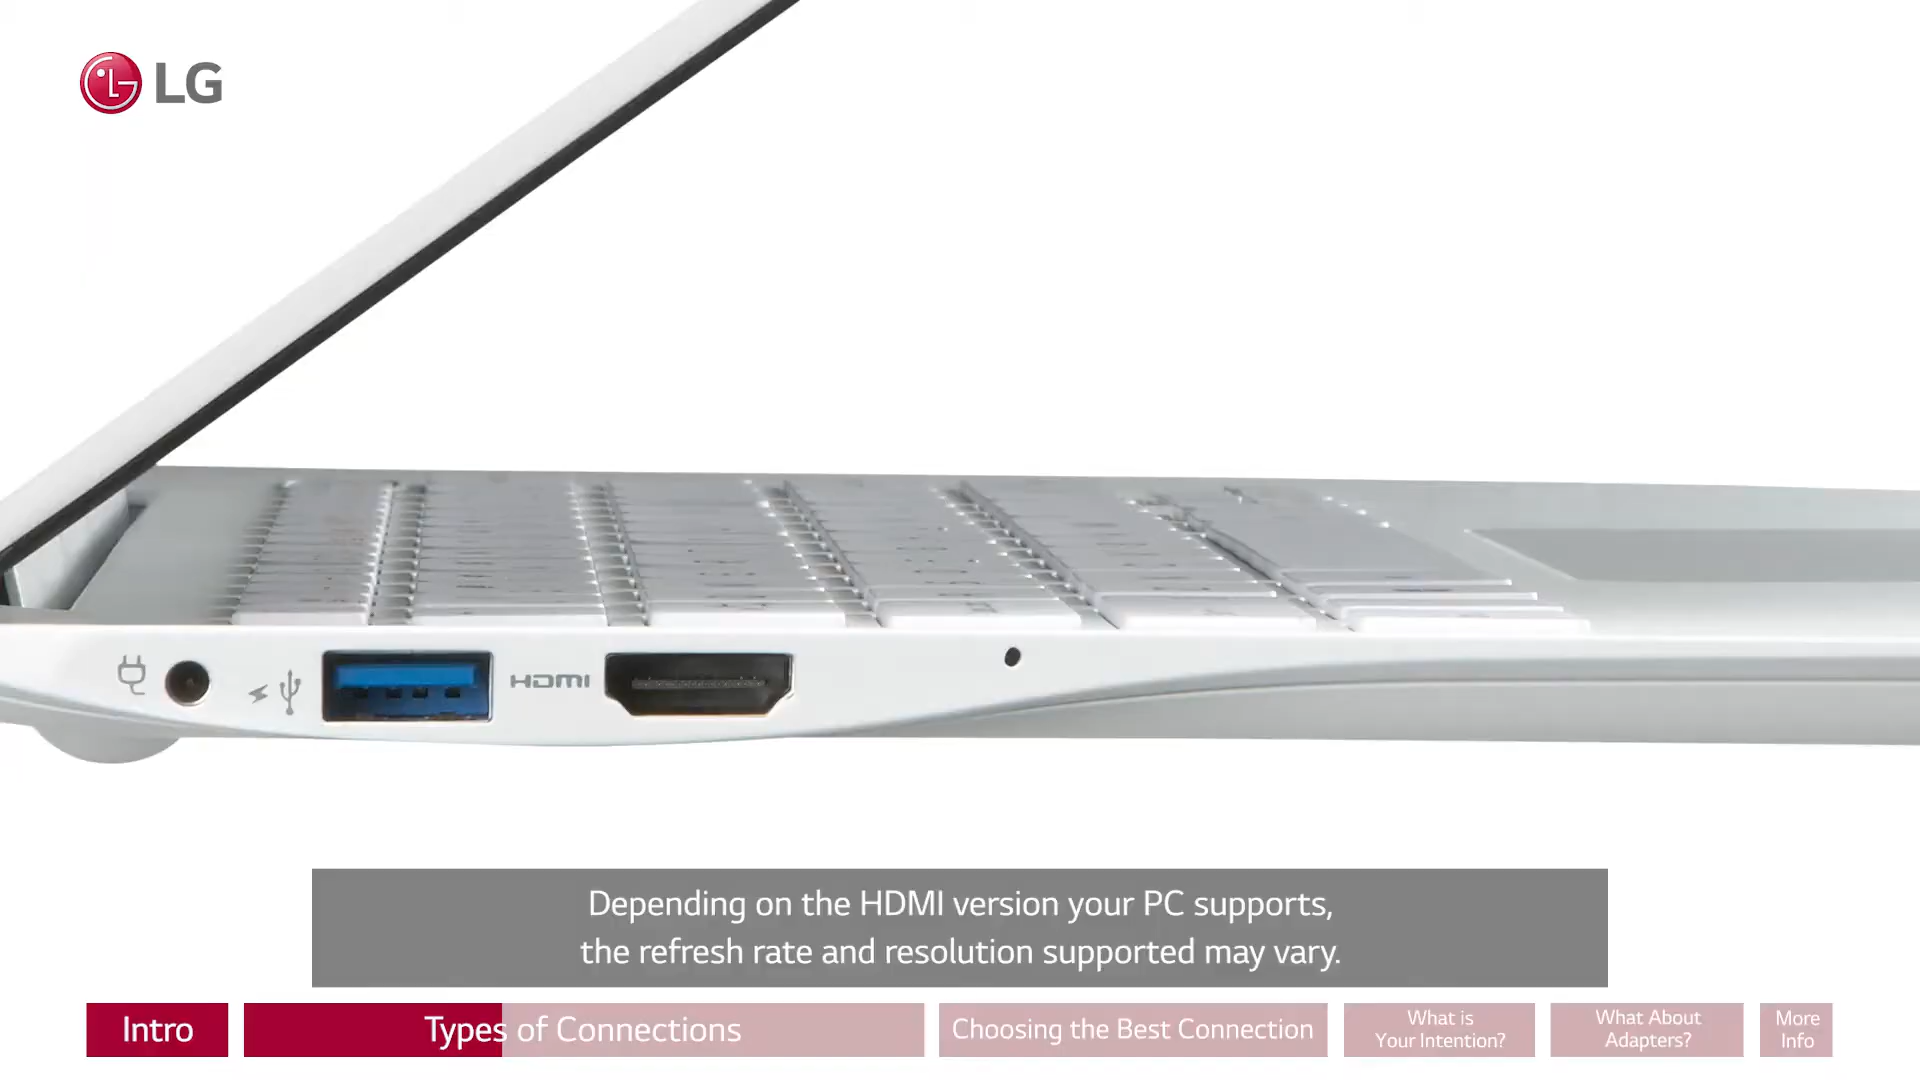 LG
HDMI
Depending on the HDMI version your PC supports,
the refresh rate and resolution supported may vary.
Intro
Types of Connections
Choosing the Best Connection
What is
Your Intention?
What About
Adapters?
More
Info